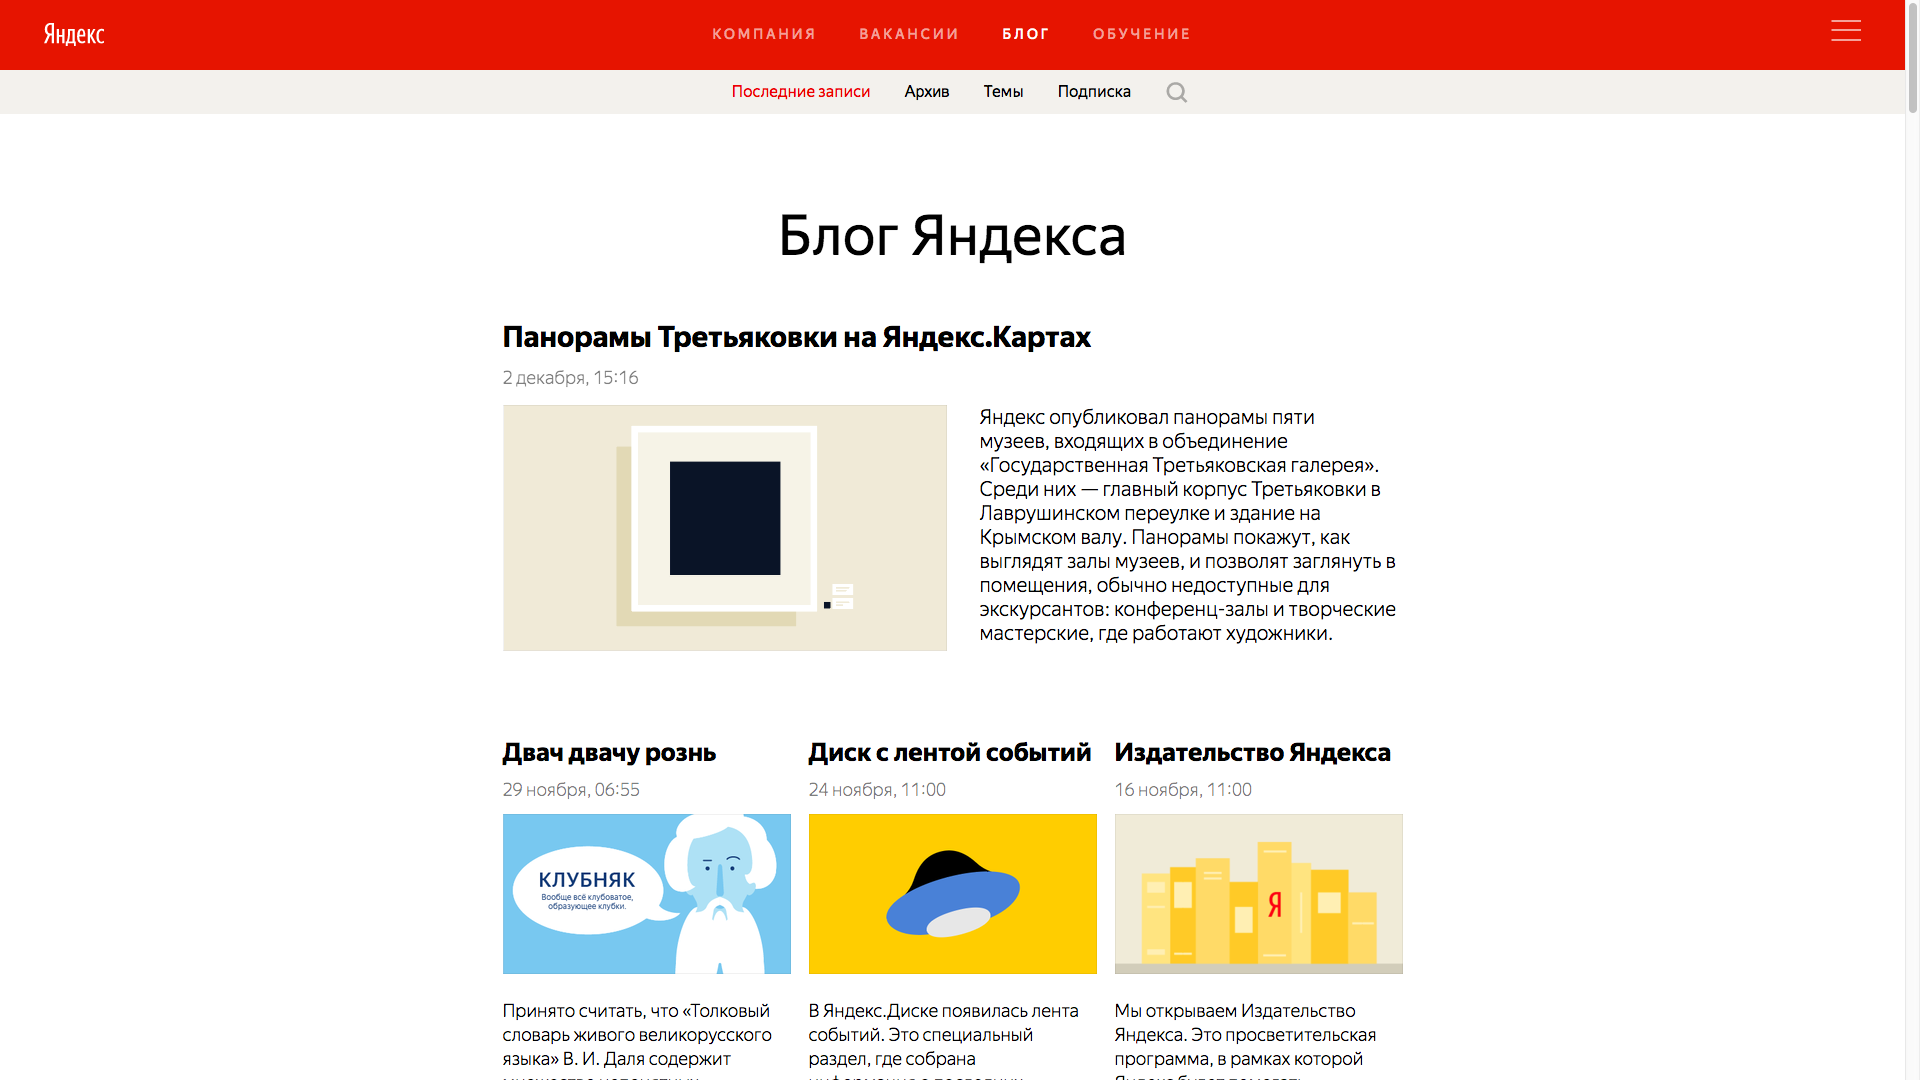 Яндекс
КОМПАНИЯ ВАКАНСИИ БЛОГ ОБУЧЕНИЕ
Последние записи Архив Темы Подписка
Блог Яндекса
Панорамы Третьяковки на Яндекс.Картах
2 декабря, 15:16
Яндекс опубликовал панорамы пяти
музеев, входящих в объединение
«Государственная Третьяковская галерея».
Среди них — главный корпус Третьяковки в
Лаврушинском переулке и здание на
Крымском валу. Панорамы покажут, как
выглядят залы музеев, и позволят заглянуть в
помещения, обычно недоступные для
экскурсантов: конференц-залы и творческие
мастерские, где работают художники.
Двач двачу рознь
29 ноября, 06:55
КЛУБНЯК
Вообще всё клубоватое,
образующее клубки.
Принято считать, что «Толковый
словарь живого великорусского
языка» В. И. Даля содержит
Диск с лентой событий
24 ноября, 11:00
В Яндекс.Диске появилась лента
событий. Это специальный
раздел, где собрана
Издательство Яндекса
16 ноября, 11:00
Я
Мы открываем Издательство
Яндекса. Это просветительская
программа, в рамках которой